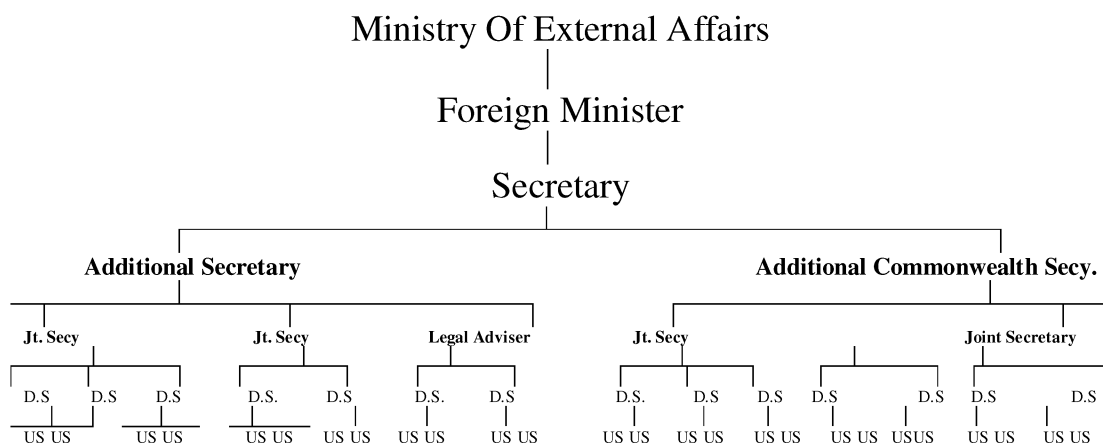 Ministry Of External Affairs
Foreign Minister
Secretary
Additional Secretary Additional Commonwealth Secy.
Jt. Secy Jt. Secy Legal Adviser Jt. Secy Joint Secretary
D.S D.S D.S D.S. D.S D.S. D.S D.S. D.S D.S D.S D.S D.S D.S
US US US US US US US US US US US US US US US US US US US US USUS US US US US